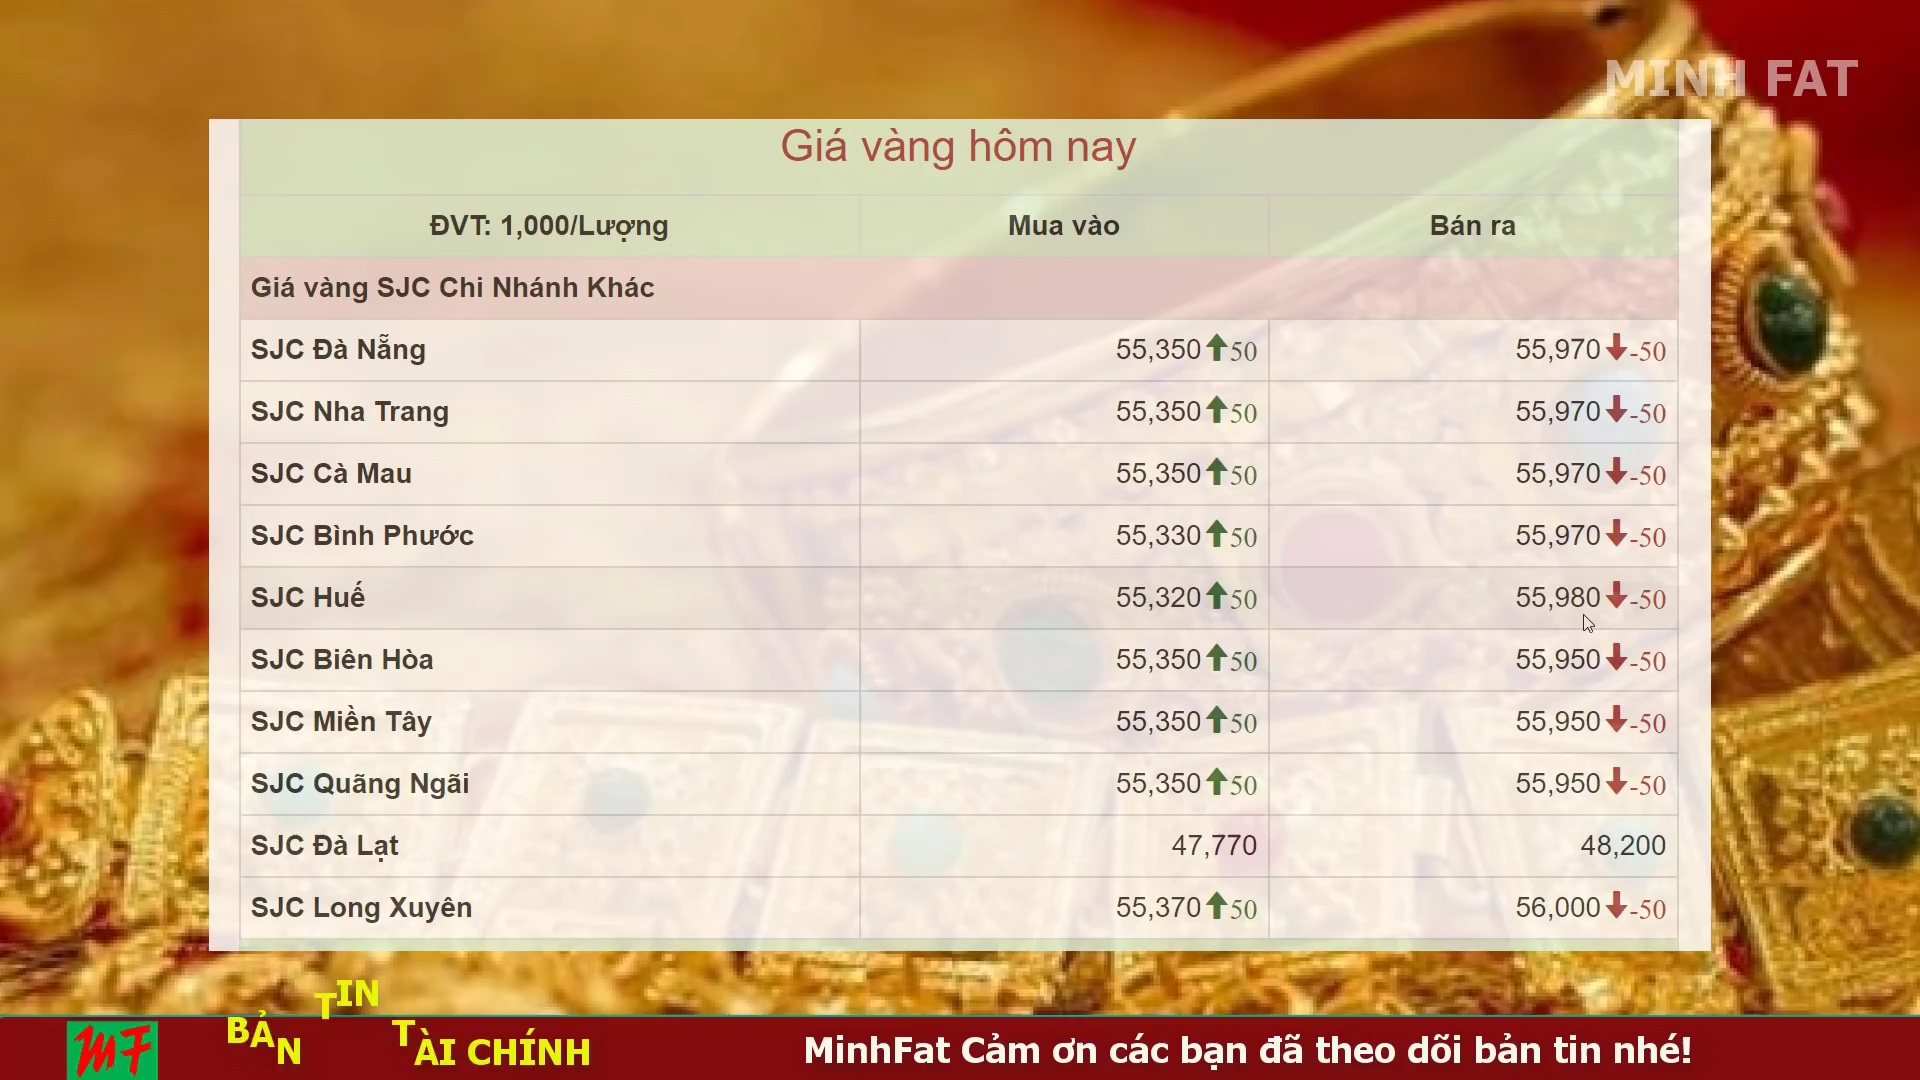 MINH FAT
Giá vàng hôm nay
ĐVT: 1,000/Lượng Mua vào Bán ra
Giá vàng SJC Chi Nhánh Khác
SJC Đà Nẵng 55,350 50 55,970 -50
SJC Nha Trang 55,350 50 55,970 -50
SJC Cà Mau 55,350 50 55,970 -50
SJC Bình Phước 55,330 50 55,970 -50
SJC Huế 55,320 50 55,980 -50
SJC Biên Hòa 55,350 50 55,950 -50
SJC Miền Tây 55,350 50 55,950 -50
SJC Quãng Ngãi 55,350 50 55,950 -50
SJC Đà Lạt 47,770 48,200
SJC Long Xuyên 55,370 50 56,000 -50
MF BẢN TIN TÀI CHÍNH MinhFat Cảm ơn các bạn đã theo dõi bản tin nhé!